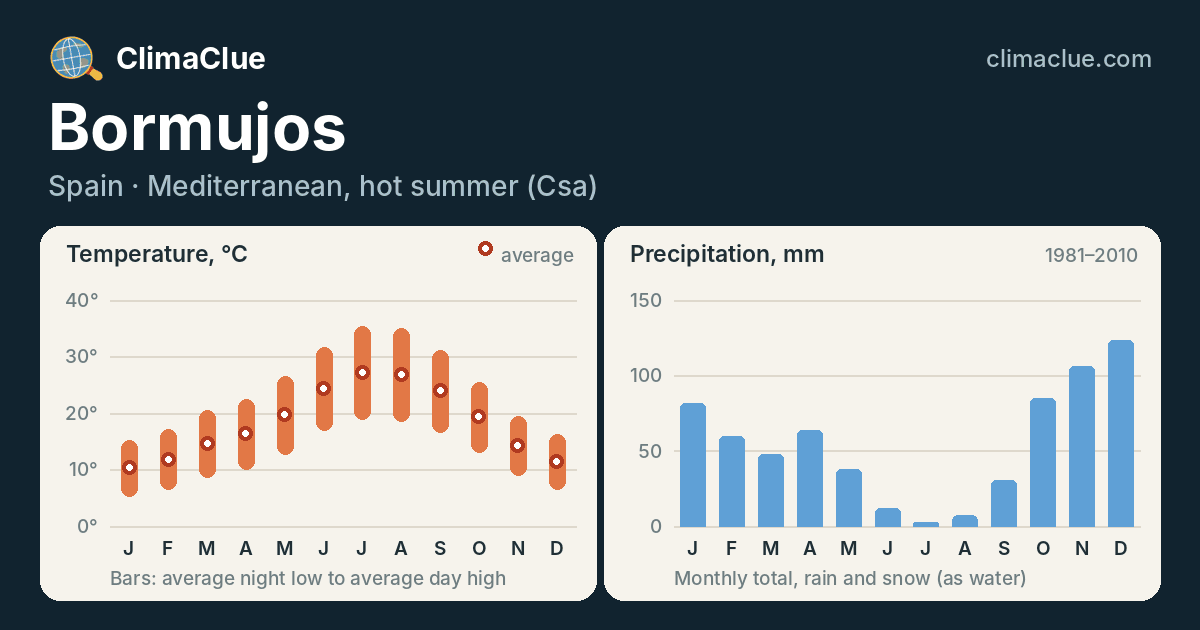 ClimaClue
climaclue.com
Bormujos
Spain · Mediterranean, hot summer (Csa)
Temperature, °C
average
40°
30°
20°
10°
0°
J F M A M J J A S O N D
Bars: average night low to average day high
Precipitation, mm
1981–2010
150
100
50
0
J F M A M J J A S O N D
Monthly total, rain and snow (as water)